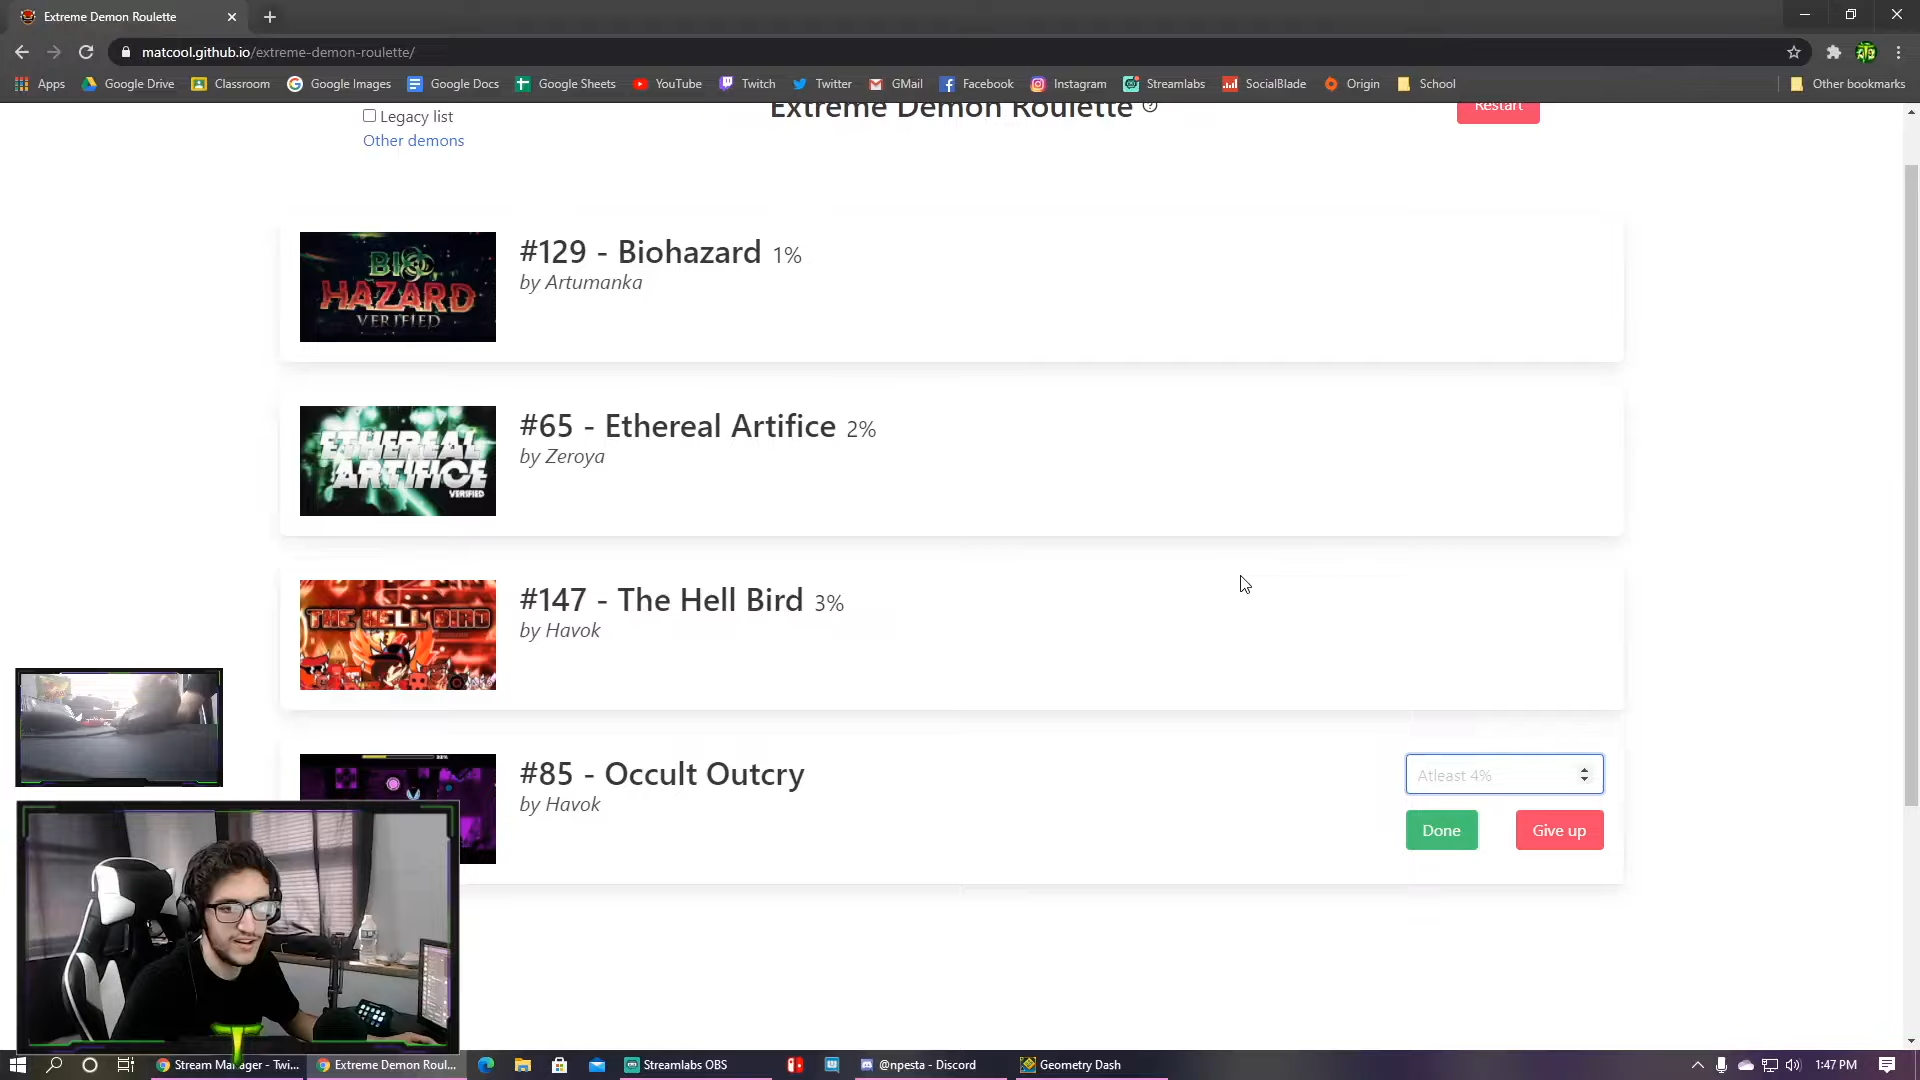 Extreme Demon Roulette
matcool.github.io/extreme-demon-roulette/
Apps Google Drive Classroom Google Images Google Docs Google Sheets YouTube Twitch Twitter GMail Facebook Instagram Streamlabs SocialBlade Origin School Other bookmarks
Legacy list
Other demons
Extreme Demon Roulette
Restart
BIO HAZARD VERIFIED
#129 - Biohazard 1%
by Artumanka
ETHEREAL
ARTIFICE
VERIFIED
#65 - Ethereal Artifice 2%
by Zeroya
THE HELL BIRD
#147 - The Hell Bird 3%
by Havok
#85 - Occult Outcry
by Havok
Atleast 4%
Done Give up
Stream Manager - Twi... Extreme Demon Roul... Streamlabs OBS @npesta - Discord Geometry Dash 1:47 PM